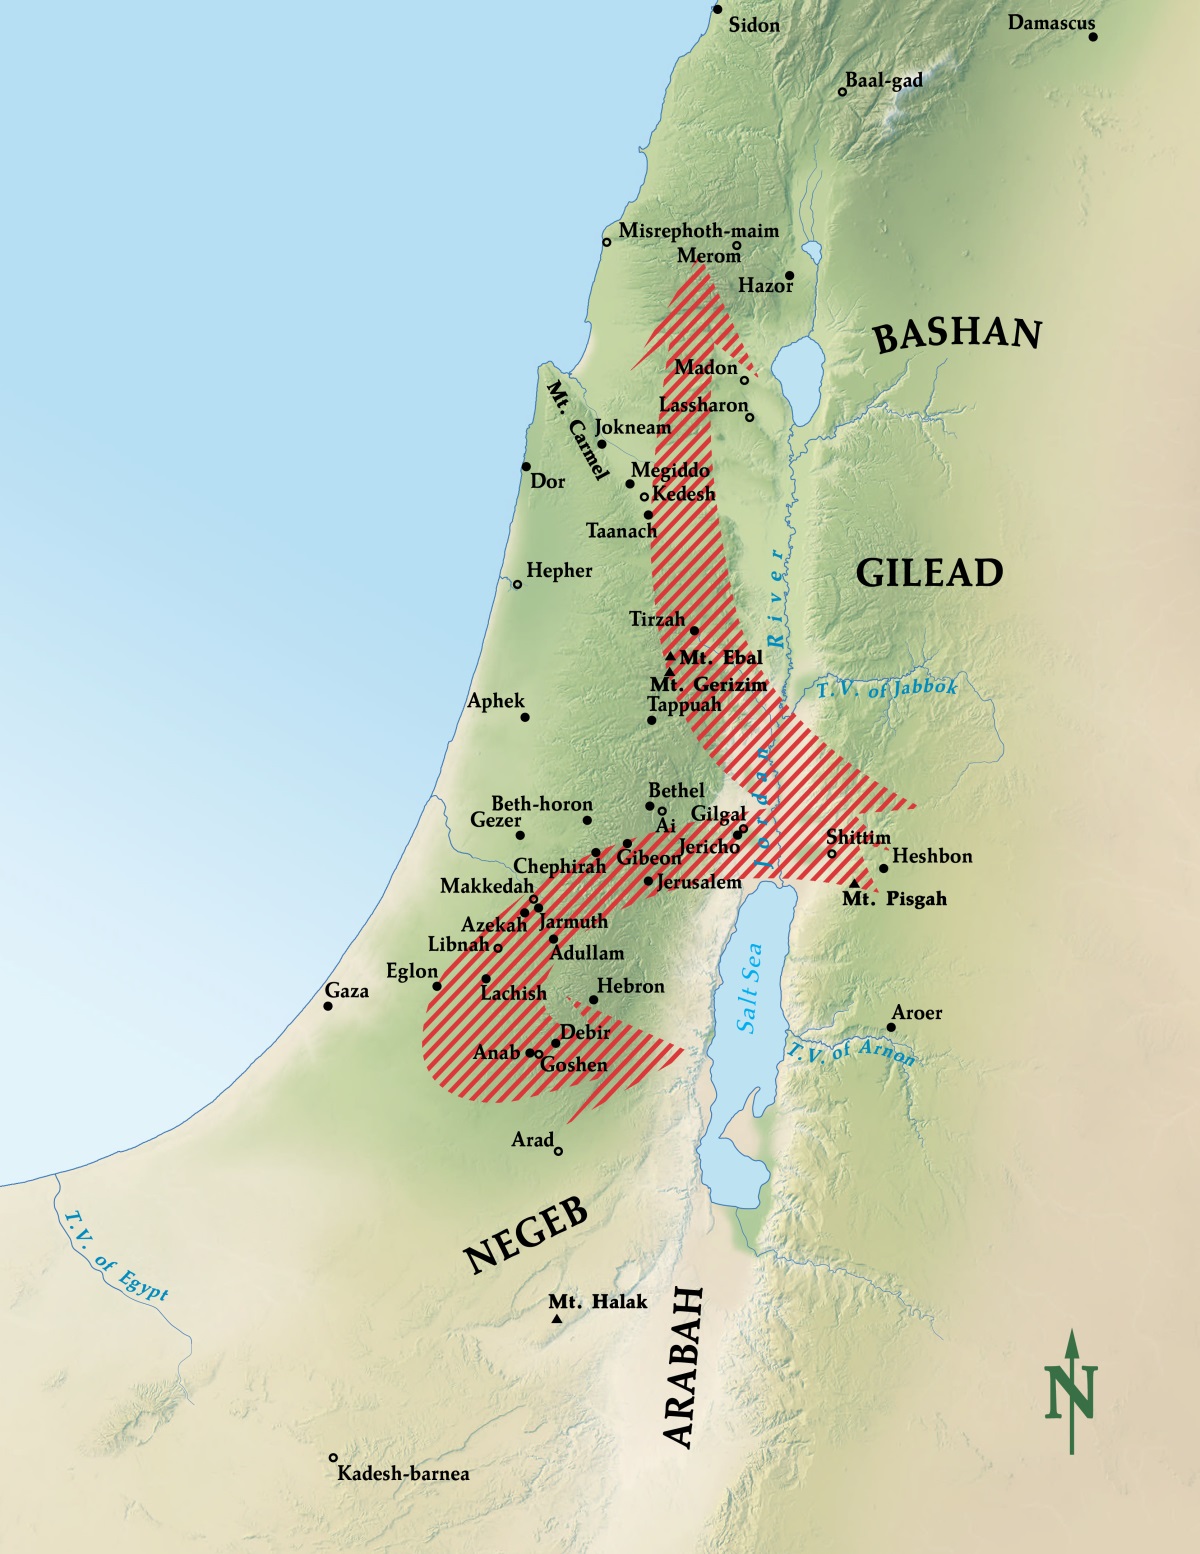 Sidon
Damascus
Baal-gad
Misrephoth-maim
Merom
Hazor
BASHAN
Madon
Mt. Carmel
Lassharon
Jokneam
Megiddo
Dor
Kedesh
Taanach
Hepher
GILEAD
River
Tirzah
Mt. Ebal
Mt. Gerizim
T.V. of Jabbok
Aphek
Tappuah
Jordan
Bethel
Beth-horon
Gilgal
Gezer
Ai
Shittim
Jericho
Gibeon
Heshbon
Chephirah
Jerusalem
Makkedah
Mt. Pisgah
Azekah
Jarmuth
Libnah
Adullam
Eglon
Hebron
Gaza
Lachish
Salt Sea
Aroer
Debir
Anab
Goshen
T.V. of Arnon
Arad
NEGEB
T.V. of Egypt
Mt. Halak
ARABAH
N
Kadesh-barnea